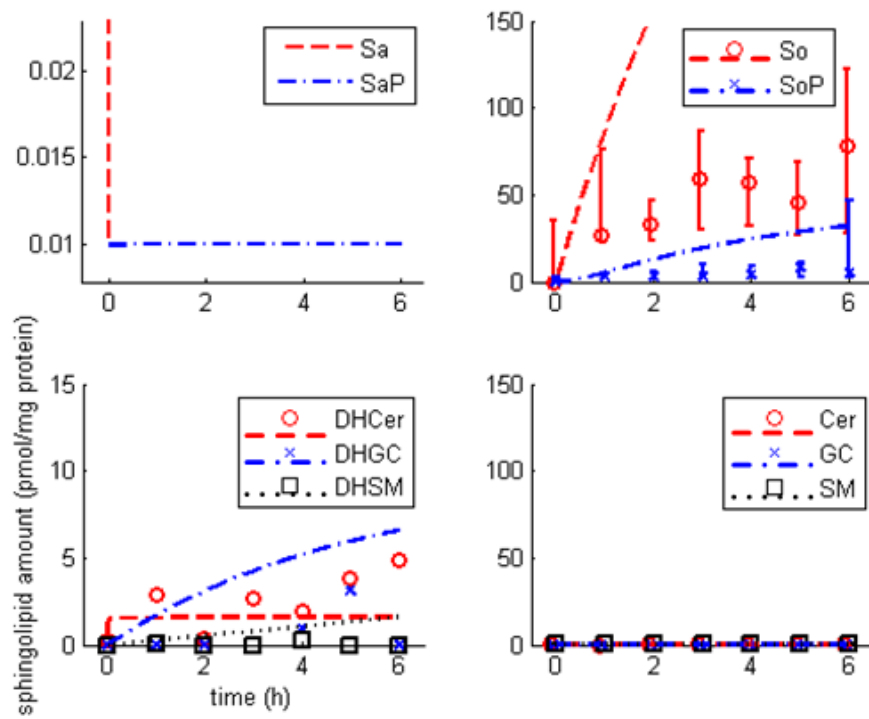 0.02
0.015
0.01
0 2 4 6
Sa
SaP
150
100
50
0
0 2 4 6
So
SoP
sphingolipid amount (pmol/mg protein)
15
10
5
0
0 2 4 6
time (h)
DHCer
DHGC
DHSM
150
100
50
0
0 2 4 6
Cer
GC
SM